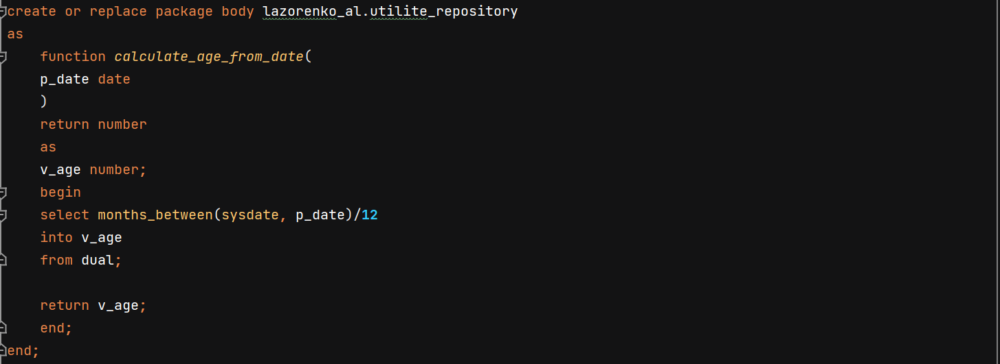 create or replace package body lazorenko_al.utilite_repository
as
function calculate_age_from_date(
p_date date
)
return number
as
v_age number;
begin
select months_between(sysdate, p_date)/12
into v_age
from dual;
return v_age;
end;
end;